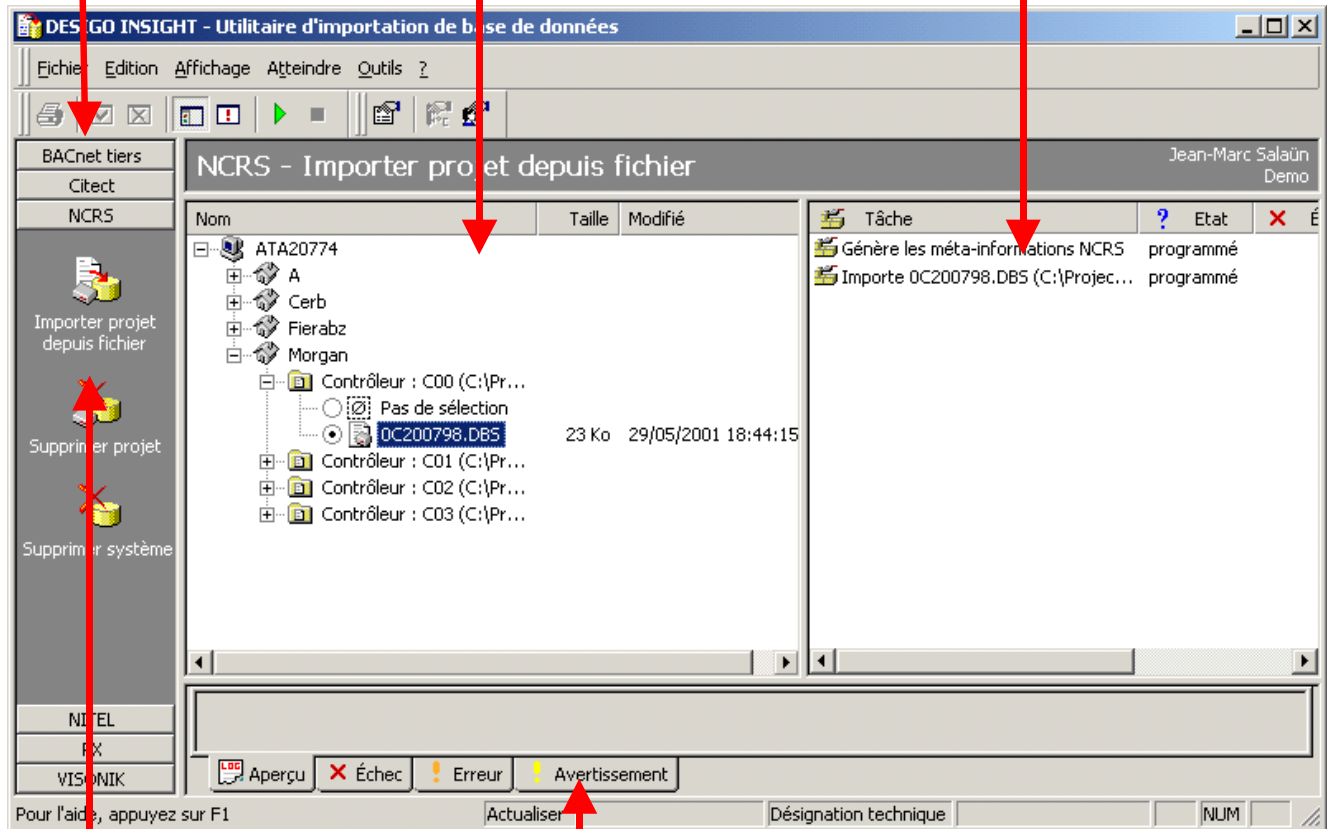 DESIGO INSIGHT - Utilitaire d'importation de base de données
Fichier Edition Affichage Atteindre Outils ?
BACnet tiers
Citect
NCRS
Importer projet
depuis fichier
Supprimer projet
Supprimer système
NITEL
PX
VISONIK
NCRS - Importer projet depuis fichier
Jean-Marc Salaün
Demo
Nom Taille Modifié
ATA20774
A
Cerb
Fierabz
Morgan
Contrôleur : C00 (C:\Pr...
Pas de sélection
0C200798.DBS 23 Ko 29/05/2001 18:44:15
Contrôleur : C01 (C:\Pr...
Contrôleur : C02 (C:\Pr...
Contrôleur : C03 (C:\Pr...
Tâche ? Etat É
Génère les méta-informations NCRS programmé
Importe 0C200798.DBS (C:\Projec... programmé
LOG Aperçu Échec Erreur Avertissement
Pour l'aide, appuyez sur F1 Actualiser Désignation technique NUM